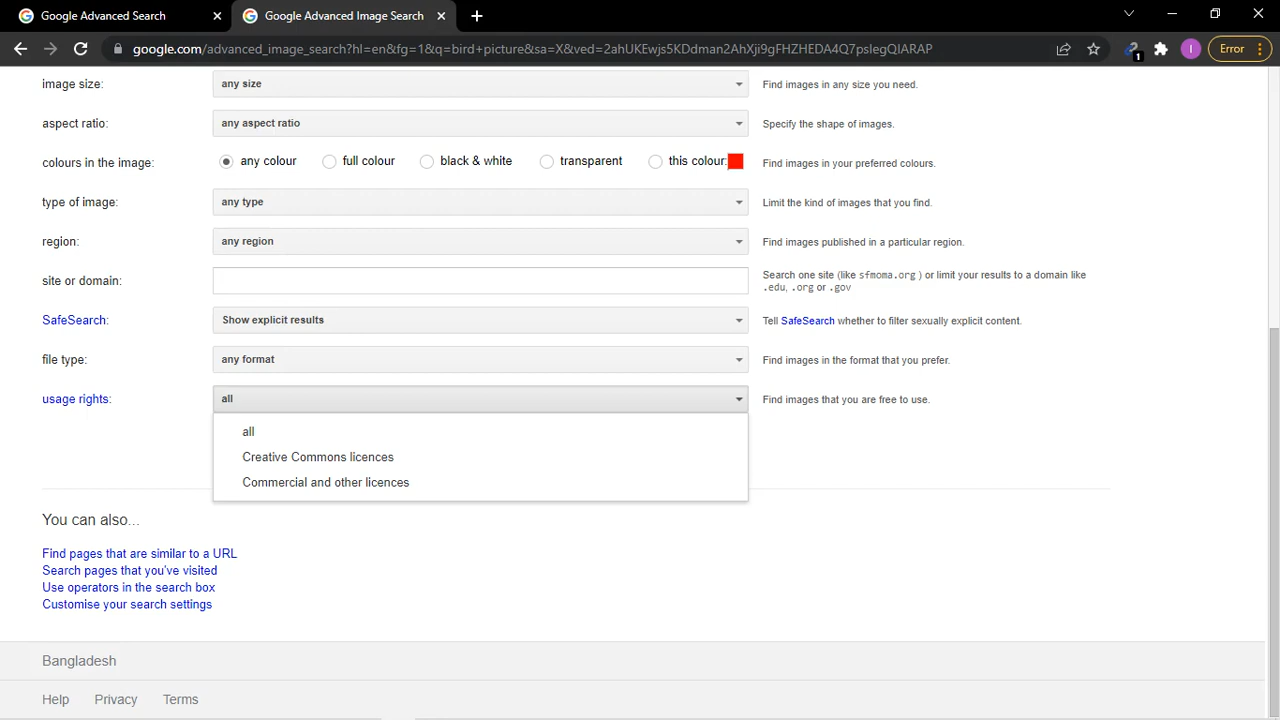 Google Advanced Search
Google Advanced Image Search
google.com/advanced_image_search?hl=en&fg=1&q=bird+picture&sa=X&ved=2ahUKEwjs5KDdman2AhXji9gFHZHEDA4Q7psIegQIARAP
1
I
Error
image size:
any size
Find images in any size you need.
aspect ratio:
any aspect ratio
Specify the shape of images.
colours in the image:
any colour
full colour
black & white
transparent
this colour:
Find images in your preferred colours.
type of image:
any type
Limit the kind of images that you find.
region:
any region
Find images published in a particular region.
site or domain:
Search one site (like sfmoma.org ) or limit your results to a domain like
.edu, .org or .gov
SafeSearch:
Show explicit results
Tell SafeSearch whether to filter sexually explicit content.
file type:
any format
Find images in the format that you prefer.
usage rights:
all
Find images that you are free to use.
all
Creative Commons licences
Commercial and other licences
You can also...
Find pages that are similar to a URL
Search pages that you've visited
Use operators in the search box
Customise your search settings
Bangladesh
Help
Privacy
Terms